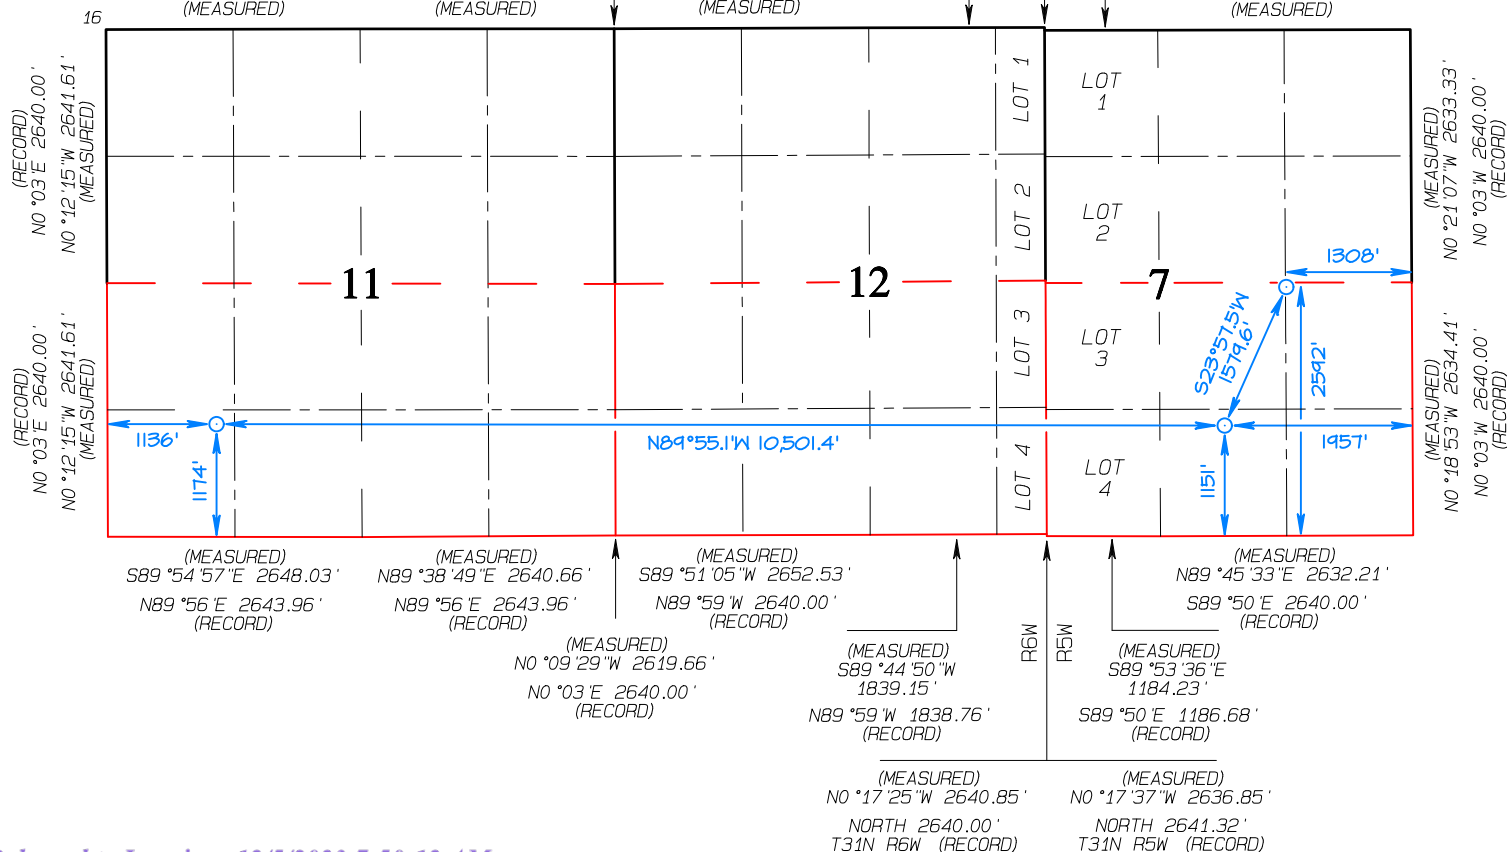 (MEASURED)
(MEASURED)
(MEASURED)
(MEASURED)
16
(RECORD)
N0°03'E 2640.00'
N0°12'15"W 2641.61'
(MEASURED)
(RECORD)
N0°03'E 2640.00'
N0°12'15"W 2641.61'
(MEASURED)
11
12
7
LOT 1
LOT 2
LOT 3
LOT 4
LOT
1
LOT
2
LOT
3
LOT
4
1308'
S23°57.5'W
1579.6'
2592'
1136'
1174'
N89°55.1'W 10,501.4'
1151'
1957'
(MEASURED)
N0°21'07"W 2633.33'
N0°03'W 2640.00'
(RECORD)
(MEASURED)
N0°18'53"W 2634.41'
N0°03'W 2640.00'
(RECORD)
(MEASURED)
S89°54'57"E 2648.03'
N89°56'E 2643.96'
(RECORD)
(MEASURED)
N89°38'49"E 2640.66'
N89°56'E 2643.96'
(RECORD)
(MEASURED)
S89°51'05"W 2652.53'
N89°59'W 2640.00'
(RECORD)
(MEASURED)
N89°45'33"E 2632.21'
S89°50'E 2640.00'
(RECORD)
(MEASURED)
N0°09'29"W 2619.66'
N0°03'E 2640.00'
(RECORD)
(MEASURED)
S89°44'50"W
1839.15'
N89°59'W 1838.76'
(RECORD)
R6W
R5W
(MEASURED)
S89°53'36"E
1184.23'
S89°50'E 1186.68'
(RECORD)
(MEASURED)
N0°17'25"W 2640.85'
NORTH 2640.00'
T31N R6W (RECORD)
(MEASURED)
N0°17'37"W 2636.85'
NORTH 2641.32'
T31N R5W (RECORD)